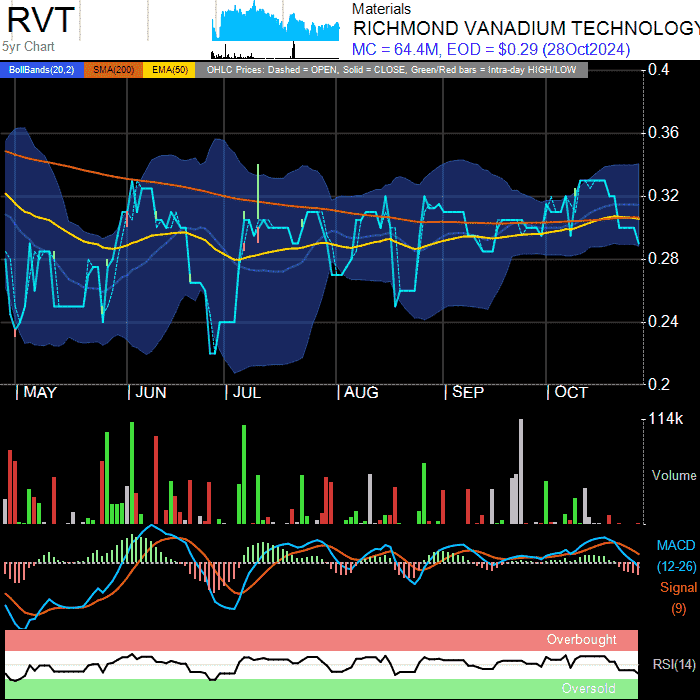 RVT
5yr Chart
Materials
RICHMOND VANADIUM TECHNOLOGY
MC = 64.4M, EOD = $0.29 (28Oct2024)
BollBands(20,2) SMA(200) EMA(50) OHLC Prices: Dashed = OPEN, Solid = CLOSE, Green/Red bars = Intra-day HIGH/LOW
0.4
0.36
0.32
0.28
0.24
0.2
MAY JUN JUL AUG SEP OCT
114k
Volume
MACD
(12-26)
Signal
(9)
Overbought
RSI(14)
Oversold